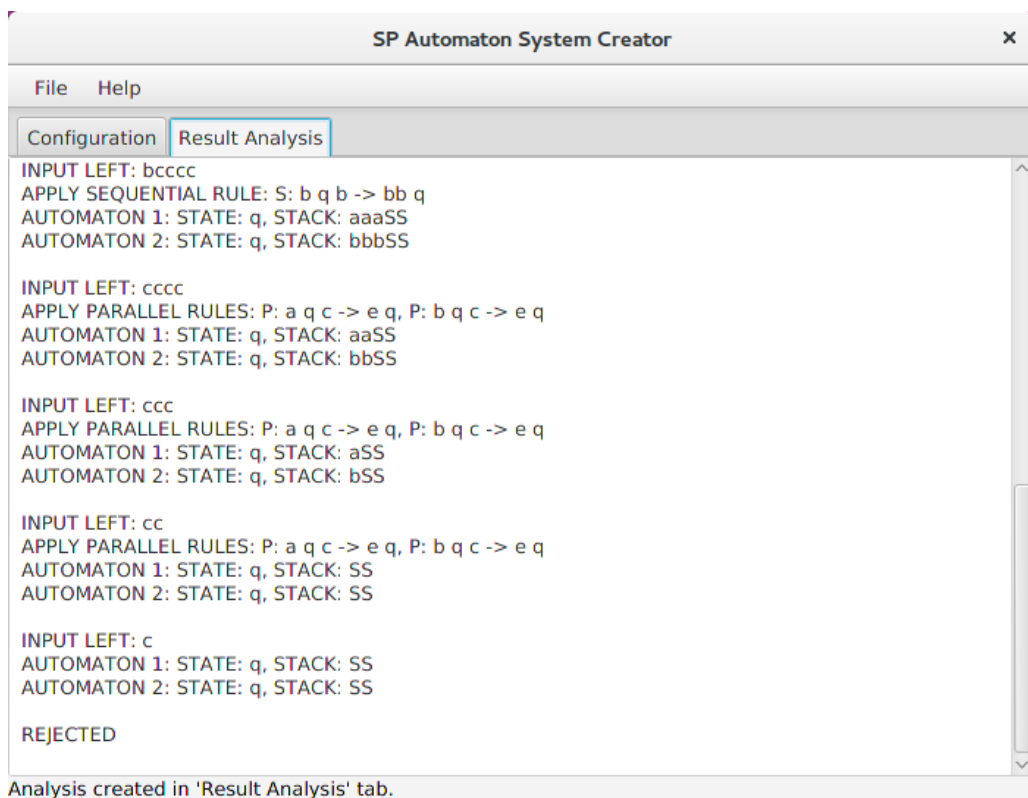 SP Automaton System Creator
×
File Help
Configuration Result Analysis
INPUT LEFT: bcccc
APPLY SEQUENTIAL RULE: S: b q b -> bb q
AUTOMATON 1: STATE: q, STACK: aaaSS
AUTOMATON 2: STATE: q, STACK: bbbSS
INPUT LEFT: cccc
APPLY PARALLEL RULES: P: a q c -> e q, P: b q c -> e q
AUTOMATON 1: STATE: q, STACK: aaSS
AUTOMATON 2: STATE: q, STACK: bbSS
INPUT LEFT: ccc
APPLY PARALLEL RULES: P: a q c -> e q, P: b q c -> e q
AUTOMATON 1: STATE: q, STACK: aSS
AUTOMATON 2: STATE: q, STACK: bSS
INPUT LEFT: cc
APPLY PARALLEL RULES: P: a q c -> e q, P: b q c -> e q
AUTOMATON 1: STATE: q, STACK: SS
AUTOMATON 2: STATE: q, STACK: SS
INPUT LEFT: c
AUTOMATON 1: STATE: q, STACK: SS
AUTOMATON 2: STATE: q, STACK: SS
REJECTED
Analysis created in 'Result Analysis' tab.